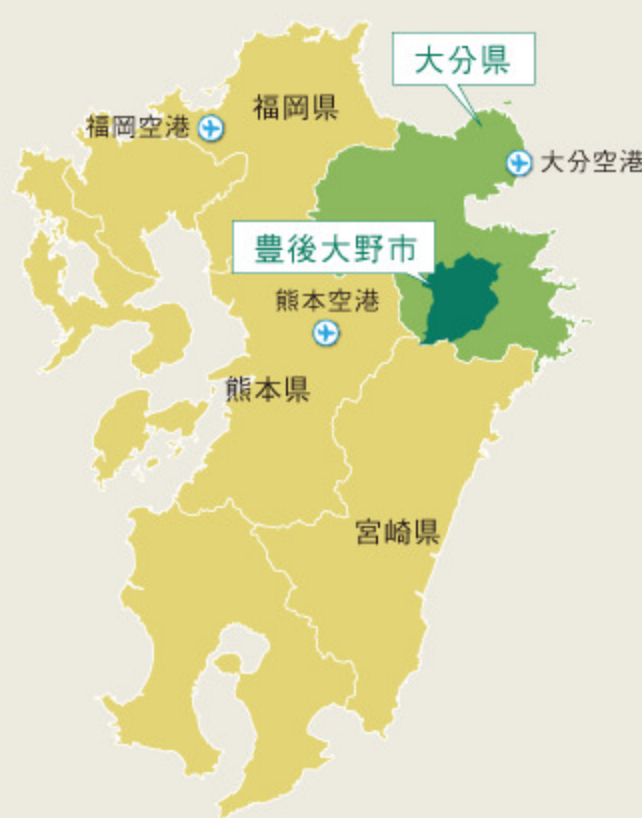 大分県
福岡県
福岡空港
大分空港
豊後大野市
熊本空港
熊本県
宮崎県